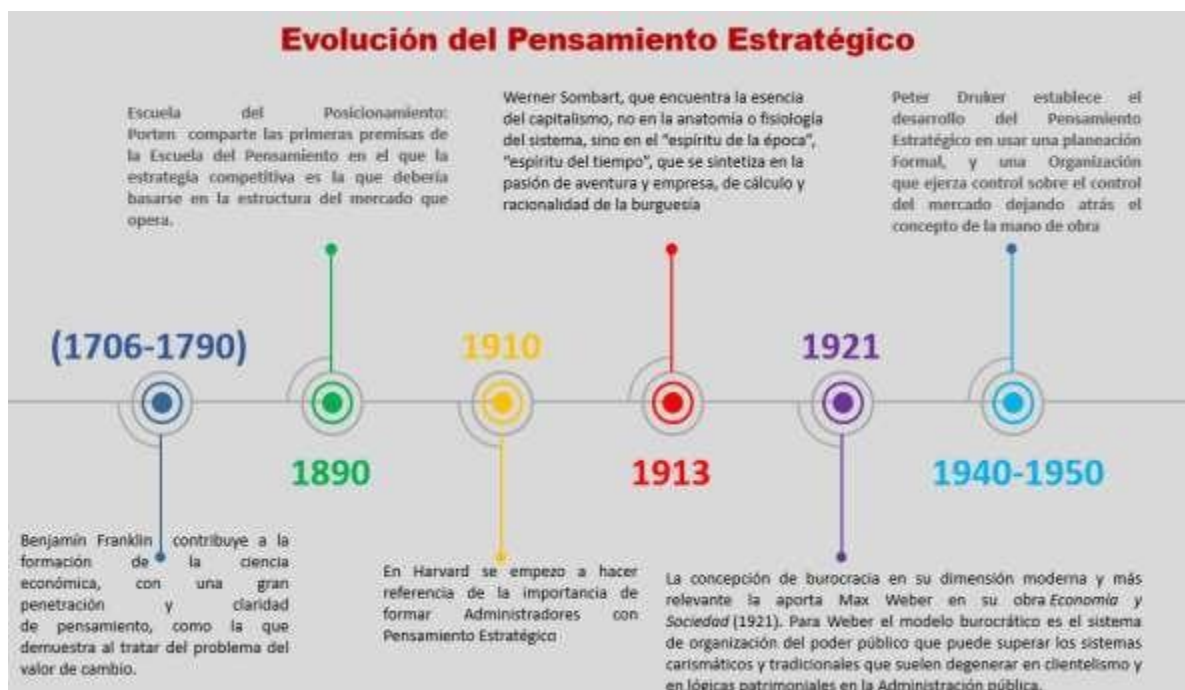 Evolución del Pensamiento Estratégico
Escuela del Posicionamiento:
Porten comparte las primeras premisas de
la Escuela del Pensamiento en el que la
estrategia competitiva es la que debería
basarse en la estructura del mercado que
opera.
Werner Sombart, que encuentra la esencia
del capitalismo, no en la anatomía o fisiología
del sistema, sino en el "espíritu de la época",
"espíritu del tiempo", que se sintetiza en la
pasión de aventura y empresa, de cálculo y
racionalidad de la burguesía
Peter Druker establece el
desarrollo del Pensamiento
Estratégico en usar una planeación
Formal, y una Organización
que ejerza control sobre el control
del mercado dejando atrás el
concepto de la mano de obra
(1706-1790)
1890
1910
1913
1921
1940-1950
Benjamín Franklin contribuye a la
formación de la ciencia
económica, con una gran
penetración y claridad
de pensamiento, como la que
demuestra al tratar del problema del
valor de cambio.
En Harvard se empezo a hacer
referencia de la importancia de
formar Administradores con
Pensamiento Estratégico
La concepción de burocracia en su dimensión moderna y más
relevante la aporta Max Weber en su obra Economía y
Sociedad (1921). Para Weber el modelo burocrático es el sistema
de organización del poder público que puede superar los sistemas
carismáticos y tradicionales que suelen degenerar en clientelismo y
en lógicas patrimoniales en la Administración pública.